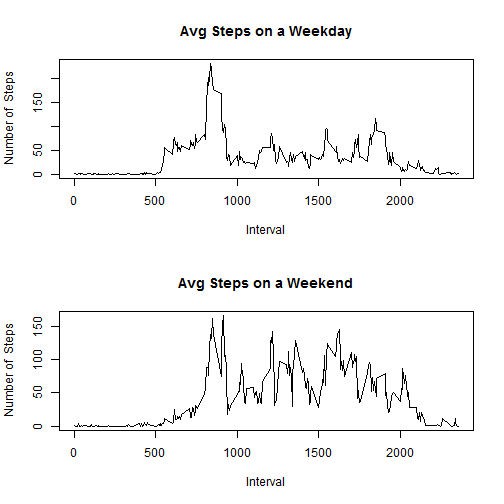 Avg Steps on a Weekday
Number of Steps
0 50 150
0 500 1000 1500 2000
Interval
Avg Steps on a Weekend
Number of Steps
0 50 100 150
0 500 1000 1500 2000
Interval